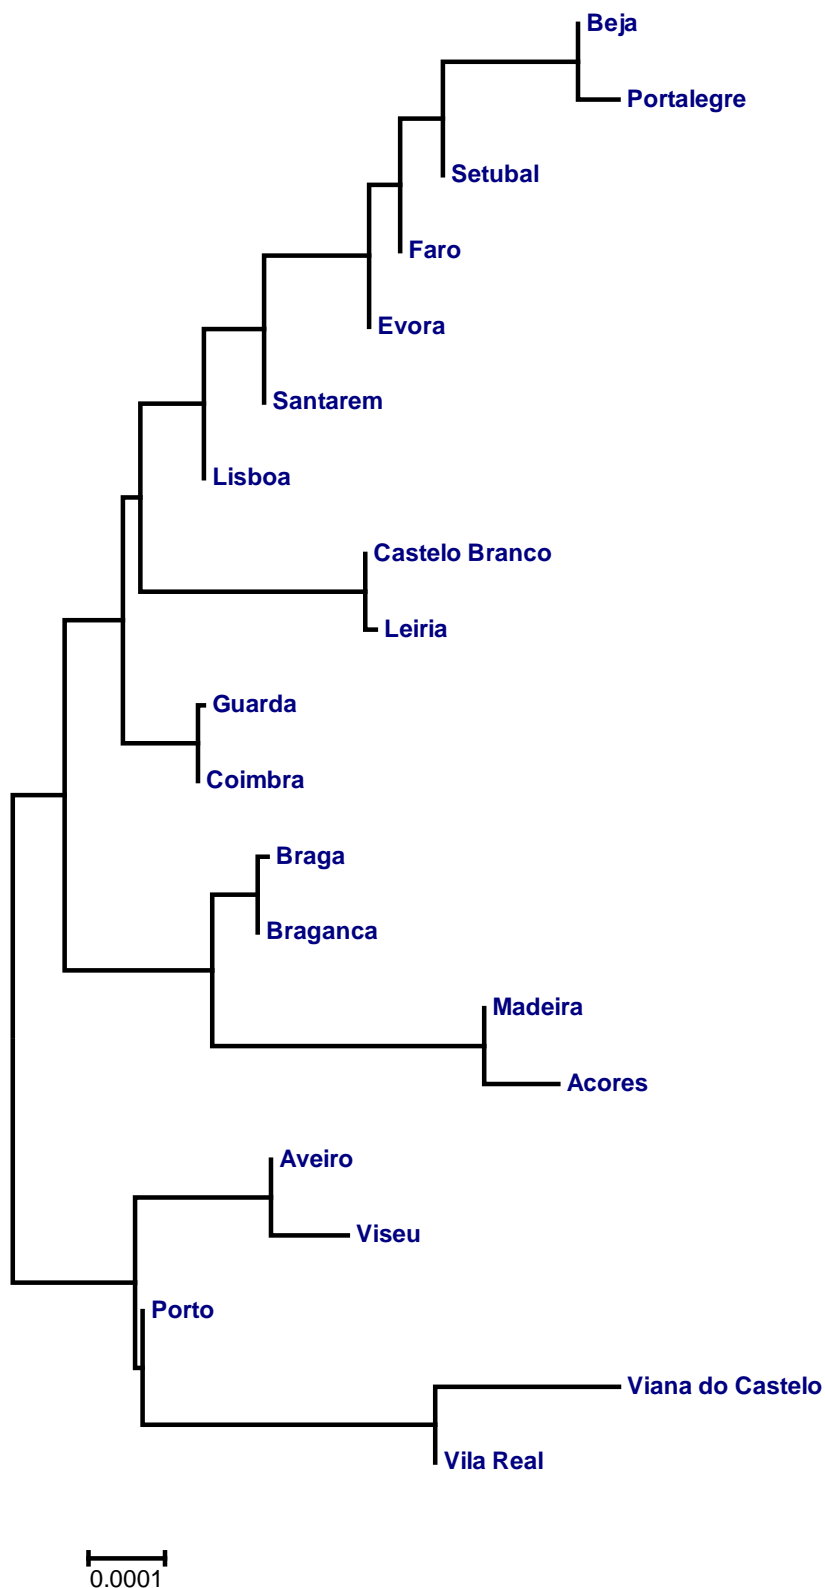 Beja
Portalegre
Setubal
Faro
Evora
Santarem
Lisboa
Castelo Branco
Leiria
Guarda
Coimbra
Braga
Braganca
Madeira
Acores
Aveiro
Viseu
Porto
Viana do Castelo
Vila Real
0.0001